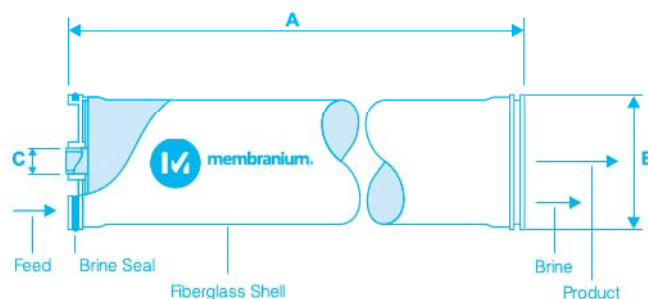 A
C
membranium.
B
Feed
Brine Seal
Fiberglass Shell
Brine
Product